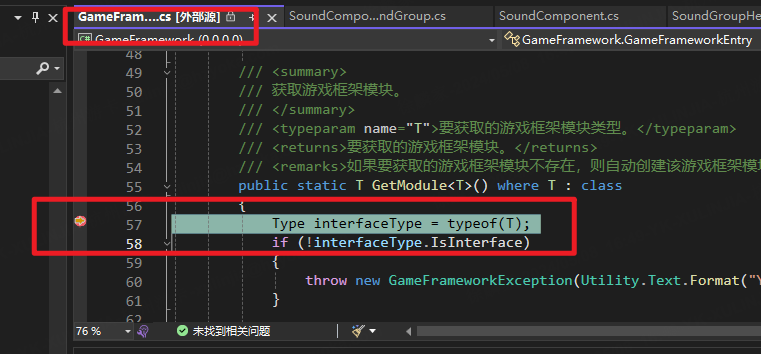 GameFram....cs [外部源]
SoundCompo...ndGroup.cs
SoundComponent.cs
SoundGroupHe
GameFramework (0.0.0.0)
GameFramework.GameFrameworkEntry
48
49 /// <summary>
50 /// 获取游戏框架模块。
51 /// </summary>
52 /// <typeparam name="T">要获取的游戏框架模块类型。</typeparam>
53 /// <returns>要获取的游戏框架模块。</returns>
54 /// <remarks>如果要获取的游戏框架模块不存在，则自动创建该游戏框架模块
55 public static T GetModule<T>() where T : class
56 {
57 Type interfaceType = typeof(T);
58 if (!interfaceType.IsInterface)
59 {
60 throw new GameFrameworkException(Utility.Text.Format("Y
61 }
76 % 未找到相关问题